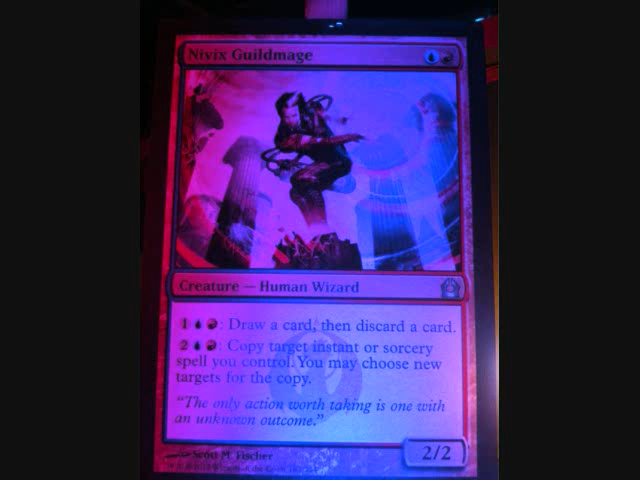 Nivix Guildmage
Creature — Human Wizard
1: Draw a card, then discard a card.
2: Copy target instant or sorcery
spell you control. You may choose new
targets for the copy.
"The only action worth taking is one with
an unknown outcome."
Scott M. Fischer
2/2